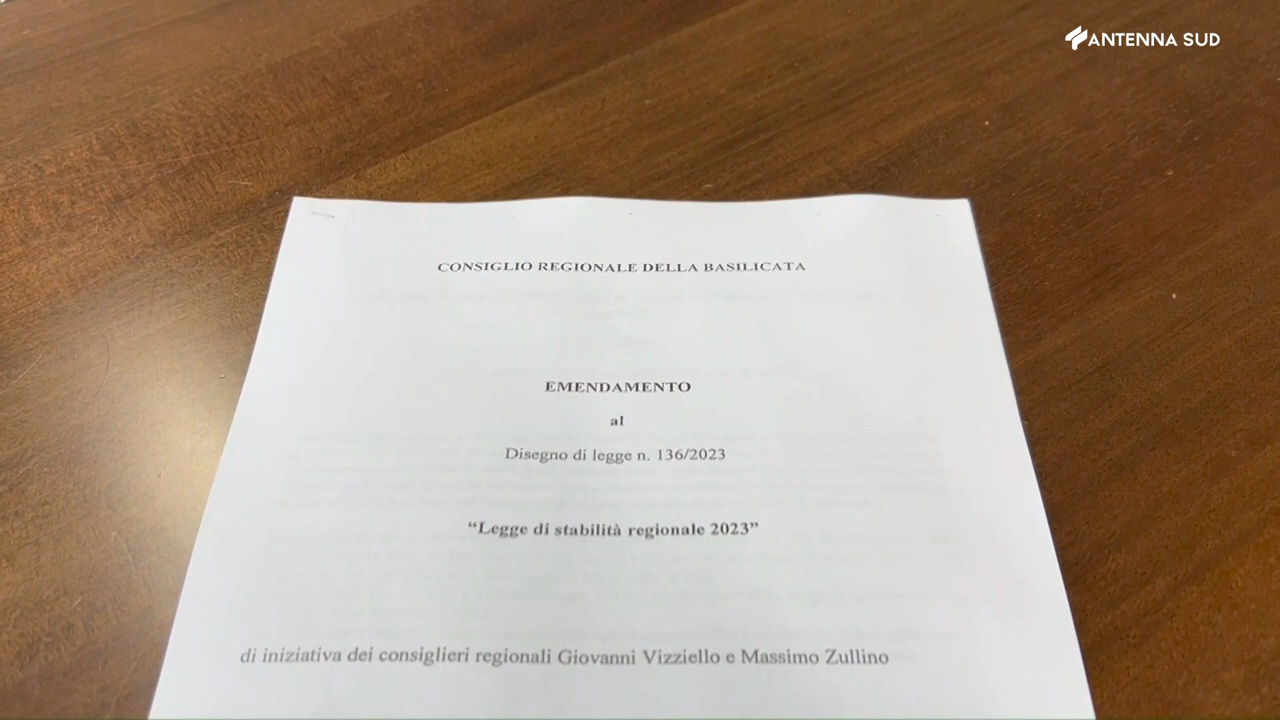 ANTENNA SUD
CONSIGLIO REGIONALE DELLA BASILICATA
EMENDAMENTO
al
Disegno di legge n. 136/2023
“Legge di stabilità regionale 2023”
di iniziativa dei consiglieri regionali Giovanni Vizziello e Massimo Zullino